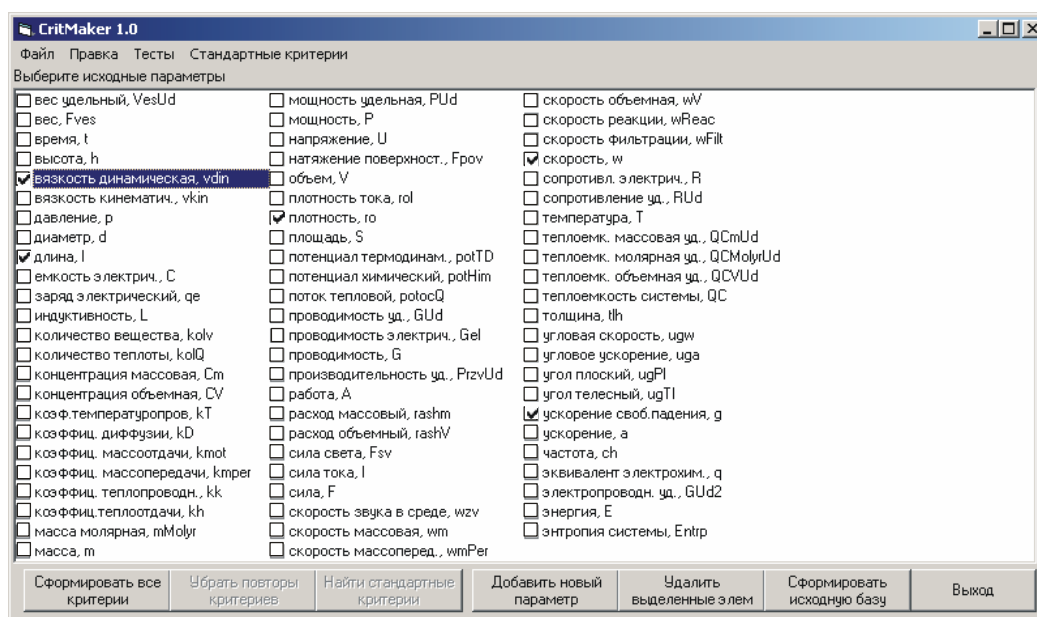 CritMaker 1.0
Файл Правка Тесты Стандартные критерии
Выберите исходные параметры
вес удельный, VesUd
вес, Fves
время, t
высота, h
вязкость динамическая, vdin
вязкость кинематич., vkin
давление, p
диаметр, d
длина, l
емкость электрич., C
заряд электрический, qe
индуктивность, L
количество вещества, kolv
количество теплоты, kolQ
концентрация массовая, Cm
концентрация объемная, CV
коэф.температуропров, kT
коэффиц. диффузии, kD
коэффиц. массоотдачи, kmot
коэффиц. массопередачи, kmper
коэффиц. теплопроводн., kk
коэффиц.теплоотдачи, kh
масса молярная, mMolyr
масса, m
мощность удельная, PUd
мощность, P
напряжение, U
натяжение поверхност., Fpov
объем, V
плотность тока, rol
плотность, ro
площадь, S
потенциал термодинам., potTD
потенциал химический, potHim
поток тепловой, potocQ
проводимость уд., GUd
проводимость электрич., Gel
проводимость, G
производительность уд., PrzvUd
работа, A
расход массовый, rashm
расход объемный, rashV
сила света, Fsv
сила тока, I
сила, F
скорость звука в среде, wzv
скорость массовая, wm
скорость массоперед., wmPer
скорость объемная, wV
скорость реакции, wReac
скорость фильтрации, wFilt
скорость, w
сопротивл. электрич., R
сопротивление уд., RUd
температура, T
теплоемк. массовая уд., QCmUd
теплоемк. молярная уд., QCMolyrUd
теплоемк. объемная уд., QCVUd
теплоемкость системы, QC
толщина, tlh
угловая скорость, ugw
угловое ускорение, uga
угол плоский, ugPl
угол телесный, ugTl
ускорение своб.падения, g
ускорение, a
частота, ch
эквивалент электрохим., q
электропроводн. уд., GUd2
энергия, E
энтропия системы, Entrp
Сформировать все
критерии
Убрать повторы
критериев
Найти стандартные
критерии
Добавить новый
параметр
Удалить
выделенные элем
Сформировать
исходную базу
Выход